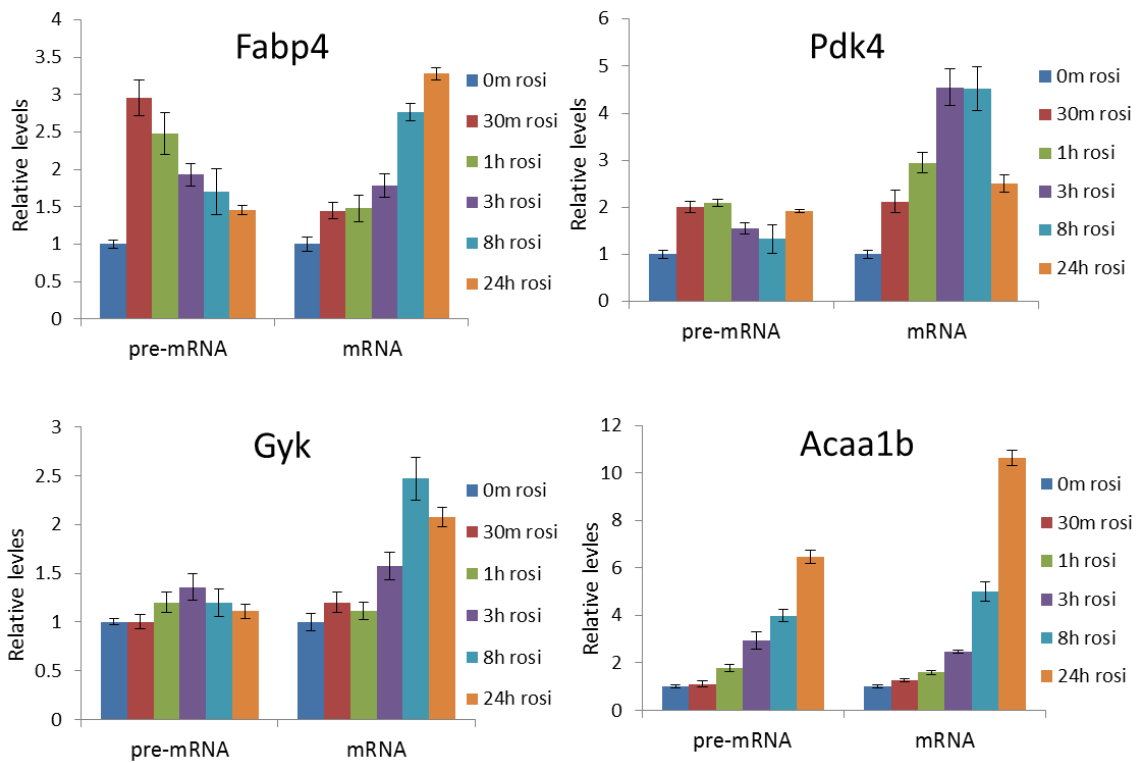 Fabp4
Relative levels
4
3.5
3
2.5
2
1.5
1
0.5
0
pre-mRNA
mRNA
0m rosi
30m rosi
1h rosi
3h rosi
8h rosi
24h rosi
Pdk4
Relative levels
6
5
4
3
2
1
0
pre-mRNA
mRNA
0m rosi
30m rosi
1h rosi
3h rosi
8h rosi
24h rosi
Gyk
Relative levles
3
2.5
2
1.5
1
0.5
0
pre-mRNA
mRNA
0m rosi
30m rosi
1h rosi
3h rosi
8h rosi
24h rosi
Acaa1b
Relative levels
12
10
8
6
4
2
0
pre-mRNA
mRNA
0m rosi
30m rosi
1h rosi
3h rosi
8h rosi
24h rosi